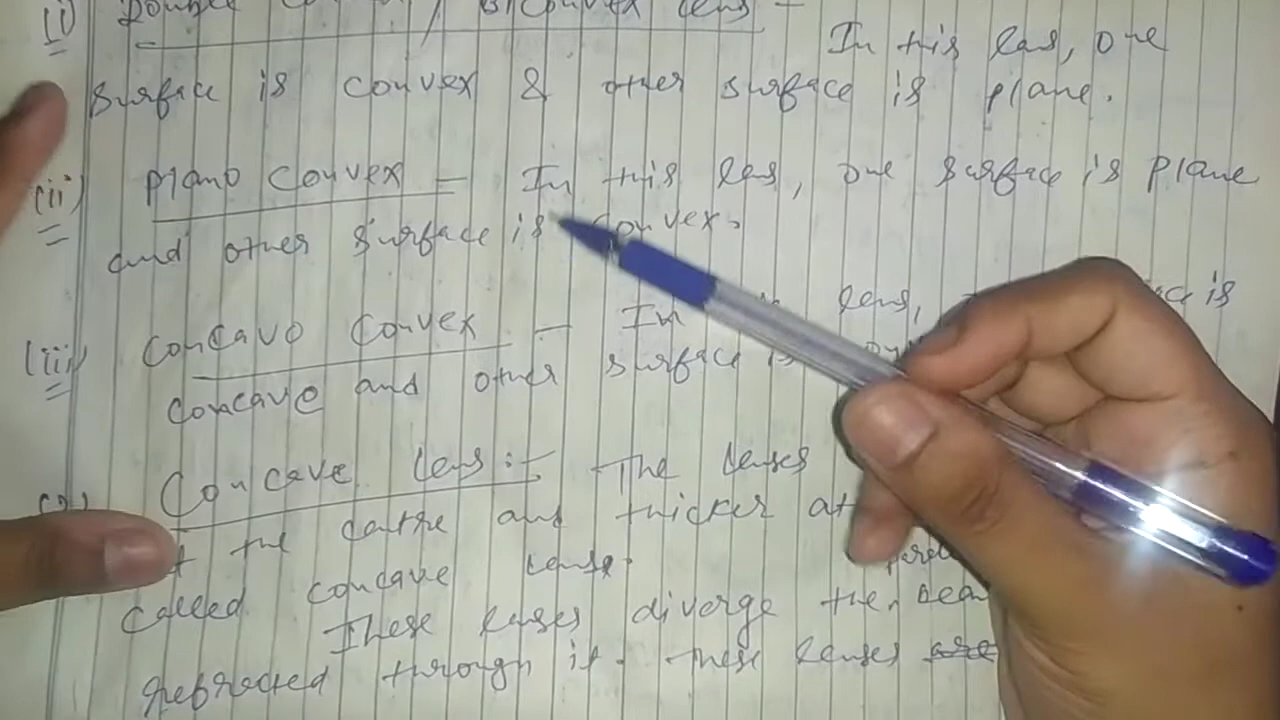 (i) Double / Biconvex lens -
In this lens, one
surface is convex & other surface is plane.
(ii) Plano Convex - In this lens, one surface is plane
and other surface is convex.
(iii) Concavo Convex - In lens, is
concave and other surface is
Concave lens :- The lenses
the centre and thicker at
called concave lense.
These lenses diverge the
refracted through it. These lenses are